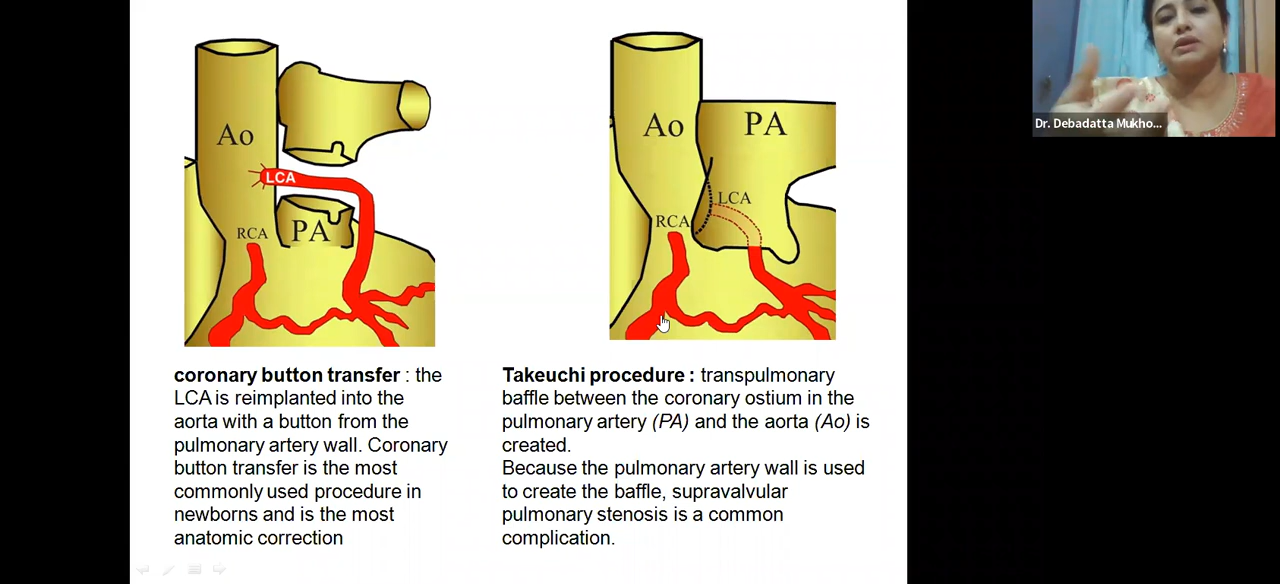 Ao
LCA
RCA
PA
Ao
PA
LCA
RCA
Dr. Debadatta Mukho...
coronary button transfer : the
LCA is reimplanted into the
aorta with a button from the
pulmonary artery wall. Coronary
button transfer is the most
commonly used procedure in
newborns and is the most
anatomic correction
Takeuchi procedure : transpulmonary
baffle between the coronary ostium in the
pulmonary artery (PA) and the aorta (Ao) is
created.
Because the pulmonary artery wall is used
to create the baffle, supravalvular
pulmonary stenosis is a common
complication.